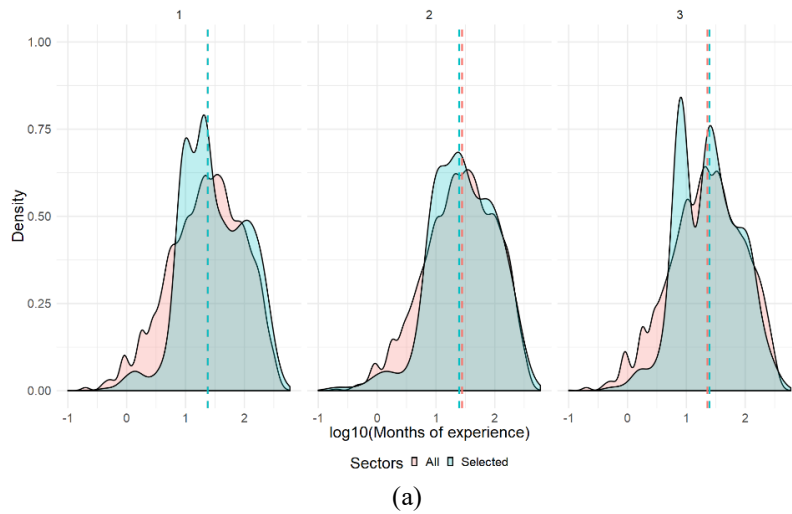 1 2 3
1.00
0.75
0.50
0.25
0.00
Density
-1 0 1 2 -1 0 1 2 -1 0 1 2
log10(Months of experience)
Sectors All Selected
(a)